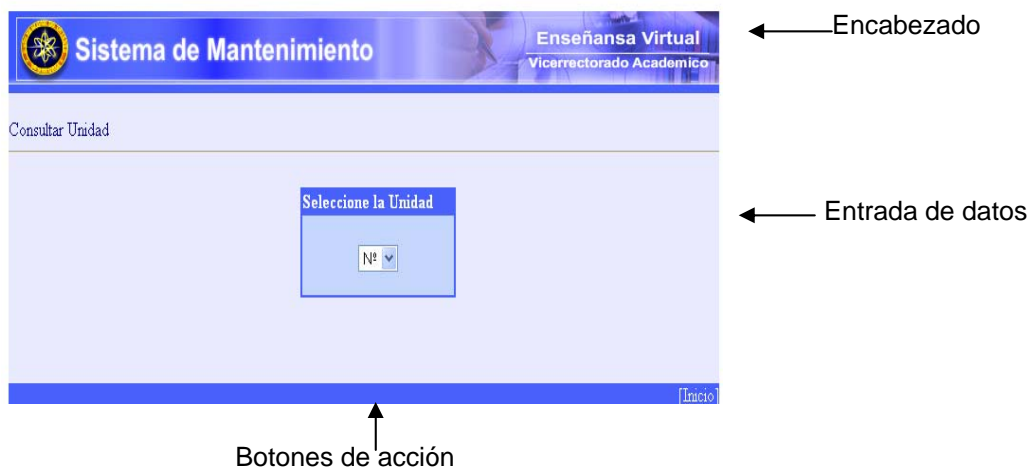 Sistema de Mantenimiento
Enseñansa Virtual
Vicerrectorado Academico
Encabezado
Consultar Unidad
Seleccione la Unidad
Nº
Entrada de datos
[Inicio]
Botones de acción